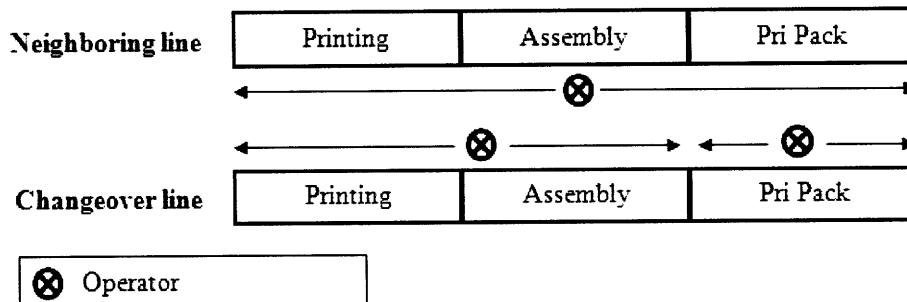 Neighboring line Printing Assembly Pri Pack
Changeover line Printing Assembly Pri Pack
Operator